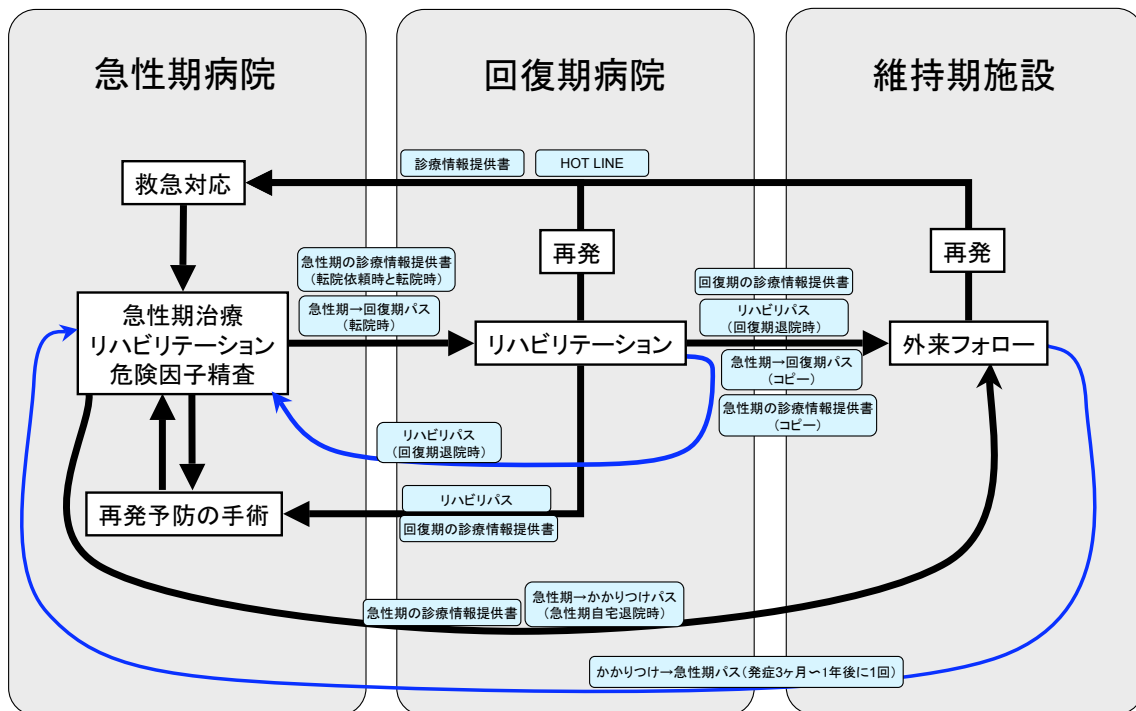 急性期病院
回復期病院
維持期施設
診療情報提供書
HOT LINE
救急対応
再発
再発
急性期の診療情報提供書
(転院依頼時と転院時)
急性期→回復期パス
(転院時)
回復期の診療情報提供書
リハビリパス
(回復期退院時)
急性期治療
リハビリテーション
危険因子精査
リハビリテーション
外来フォロー
急性期→回復期パス
(コピー)
急性期の診療情報提供書
(コピー)
リハビリパス
(回復期退院時)
再発予防の手術
リハビリパス
回復期の診療情報提供書
急性期の診療情報提供書
急性期→かかりつけパス
(急性期自宅退院時)
かかりつけ→急性期パス(発症3ヶ月〜1年後に1回)